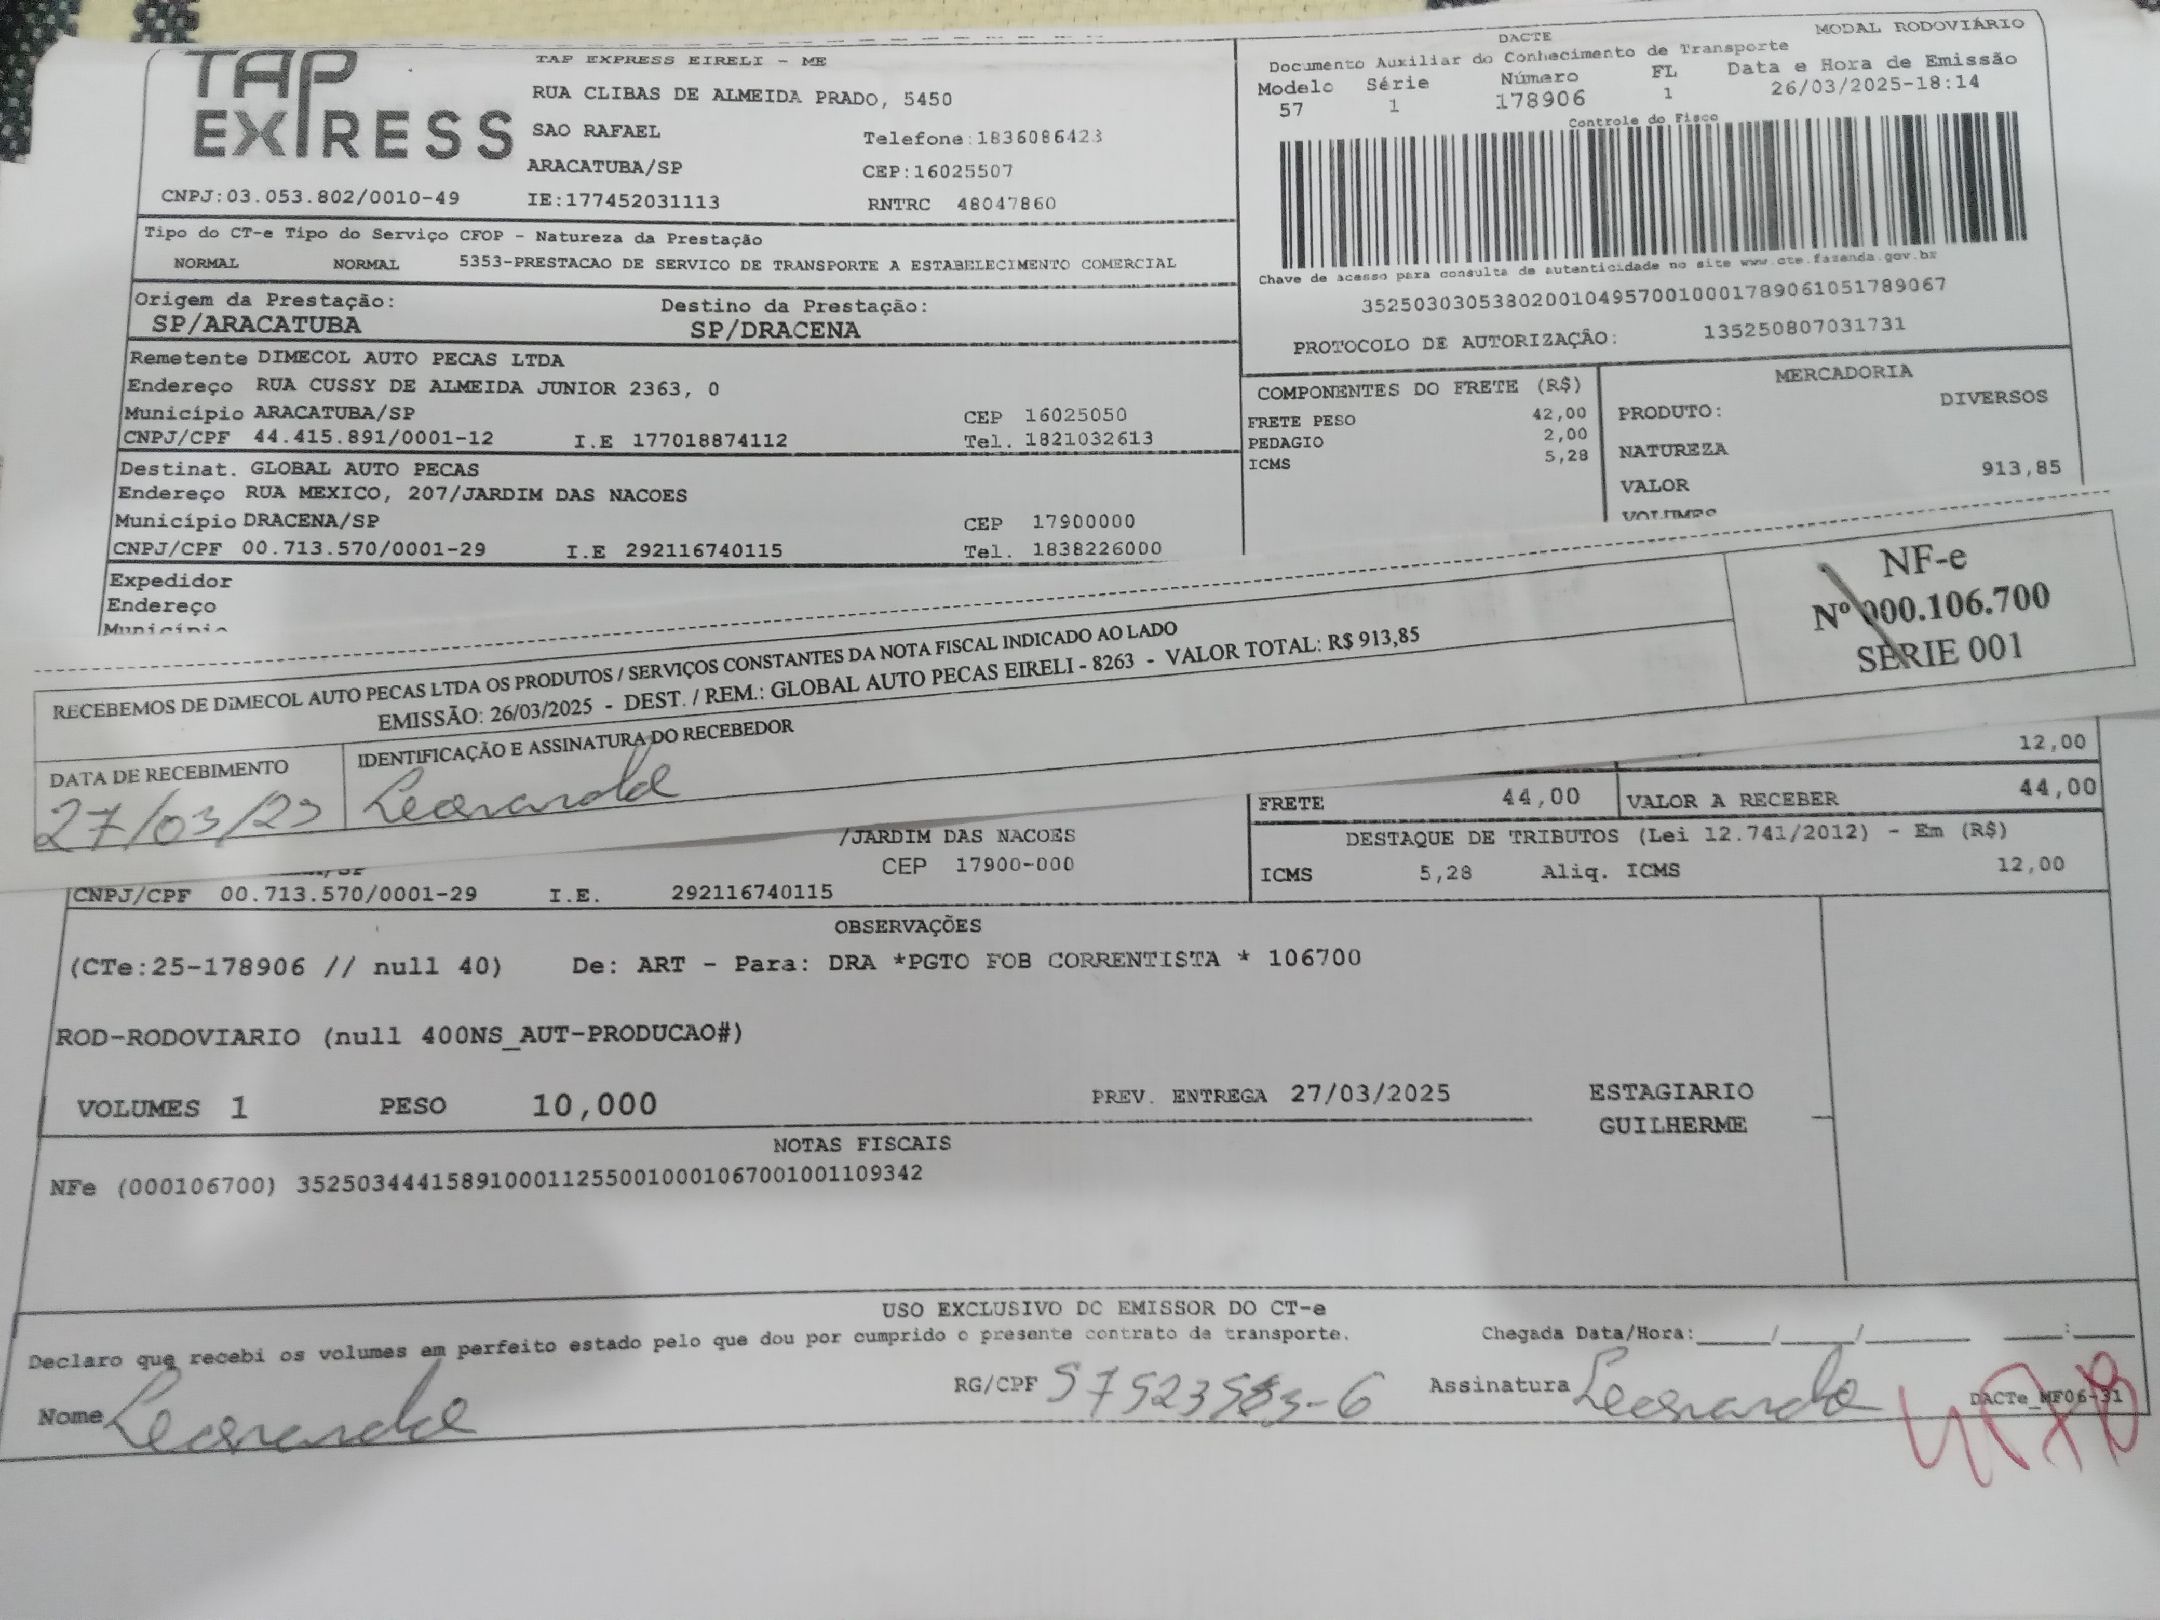 TAP EXPRESS
TAP EXPRESS EIRELI - ME
RUA CLIBAS DE ALMEIDA PRADO, 5450
SAO RAFAEL Telefone:1836086423
ARACATUBA/SP CEP:16025507
CNPJ:03.053.802/0010-49 IE:177452031113 RNTRC 48047860
DACTE MODAL RODOVIÁRIO
Documento Auxiliar do Conhecimento de Transporte
Modelo Série Número FL Data e Hora de Emissão
57 1 178906 1 26/03/2025-18:14
Controle do Fisco
Chave de acesso para consulta de autenticidade no site www.cte.fazenda.gov.br
35250303053802001049570010001789061051789067
PROTOCOLO DE AUTORIZAÇÃO: 135250807031731
Tipo do CT-e Tipo do Serviço CFOP - Natureza da Prestação
NORMAL NORMAL 5353-PRESTACAO DE SERVICO DE TRANSPORTE A ESTABELECIMENTO COMERCIAL
Origem da Prestação: Destino da Prestação:
SP/ARACATUBA SP/DRACENA
Remetente DIMECOL AUTO PECAS LTDA
Endereço RUA CUSSY DE ALMEIDA JUNIOR 2363, 0
Município ARACATUBA/SP CEP 16025050
CNPJ/CPF 44.415.891/0001-12 I.E 177018874112 Tel. 1821032613
Destinat. GLOBAL AUTO PECAS
Endereço RUA MEXICO, 207/JARDIM DAS NACOES
Município DRACENA/SP CEP 17900000
CNPJ/CPF 00.713.570/0001-29 I.E 292116740115 Tel. 1838226000
Expedidor
Endereço
Município
COMPONENTES DO FRETE (R$)
FRETE PESO 42,00
PEDAGIO 2,00
ICMS 5,28
MERCADORIA
PRODUTO: DIVERSOS
NATUREZA
VALOR 913,85
VOLUMES
RECEBEMOS DE DIMECOL AUTO PECAS LTDA OS PRODUTOS / SERVIÇOS CONSTANTES DA NOTA FISCAL INDICADO AO LADO
EMISSÃO: 26/03/2025 - DEST. / REM.: GLOBAL AUTO PECAS EIRELI - 8263 - VALOR TOTAL: R$ 913,85
NF-e
Nº 000.106.700
SÉRIE 001
DATA DE RECEBIMENTO IDENTIFICAÇÃO E ASSINATURA DO RECEBEDOR
27/03/25 Leonardo
12,00
FRETE 44,00 VALOR A RECEBER 44,00
/JARDIM DAS NACOES
CEP 17900-000
CNPJ/CPF 00.713.570/0001-29 I.E. 292116740115
DESTAQUE DE TRIBUTOS (Lei 12.741/2012) - Em (R$)
ICMS 5,28 Aliq. ICMS 12,00
OBSERVAÇÕES
(CTe:25-178906 // null 40) De: ART - Para: DRA *PGTO FOB CORRENTISTA * 106700
ROD-RODOVIARIO (null 400NS_AUT-PRODUCAO#)
VOLUMES 1 PESO 10,000 PREV. ENTREGA 27/03/2025 ESTAGIARIO
GUILHERME
NOTAS FISCAIS
NFe (000106700) 35250344415891000112550010001067001001109342
USO EXCLUSIVO DO EMISSOR DO CT-e
Declaro que recebi os volumes em perfeito estado pelo que dou por cumprido o presente contrato de transporte. Chegada Data/Hora:____/____/______ ___:____
Nome Leonardo RG/CPF Assinatura Leonardo DACTe_MF06-31